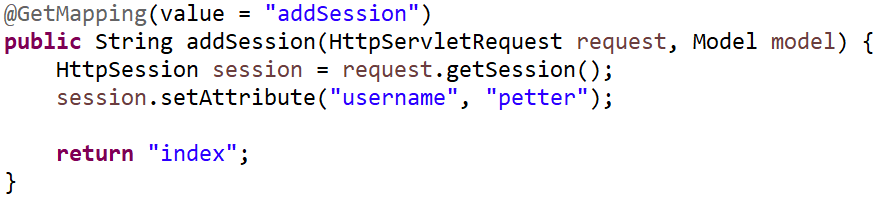 @GetMapping(value = "addSession")
public String addSession(HttpServletRequest request, Model model) {
    HttpSession session = request.getSession();
    session.setAttribute("username", "petter");

    return "index";
}